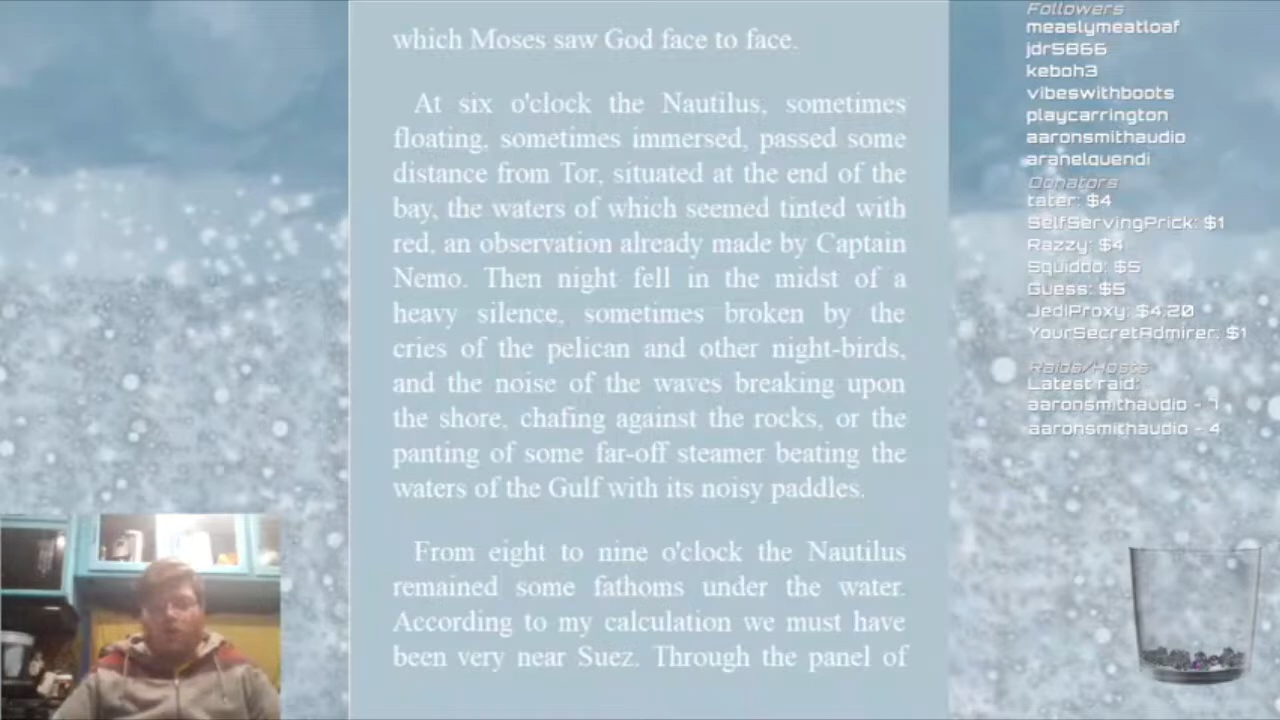 which Moses saw God face to face.
At six o'clock the Nautilus, sometimes
floating, sometimes immersed, passed some
distance from Tor, situated at the end of the
bay, the waters of which seemed tinted with
red, an observation already made by Captain
Nemo. Then night fell in the midst of a
heavy silence, sometimes broken by the
cries of the pelican and other night-birds,
and the noise of the waves breaking upon
the shore, chafing against the rocks, or the
panting of some far-off steamer beating the
waters of the Gulf with its noisy paddles.
From eight to nine o'clock the Nautilus
remained some fathoms under the water.
According to my calculation we must have
been very near Suez. Through the panel of
Followers
measlymeatloaf
jdr5866
keboh3
vibeswithboots
playcarrington
aaronsmithaudio
aranelquendi
Donators
tater: $4
SelfServingPrick: $1
Razzy: $4
Squidoo: $5
Guess: $5
JediProxy: $4.20
YourSecretAdmirer: $1
Raids/Hosts
Latest raid:
aaronsmithaudio - 7
aaronsmithaudio - 4